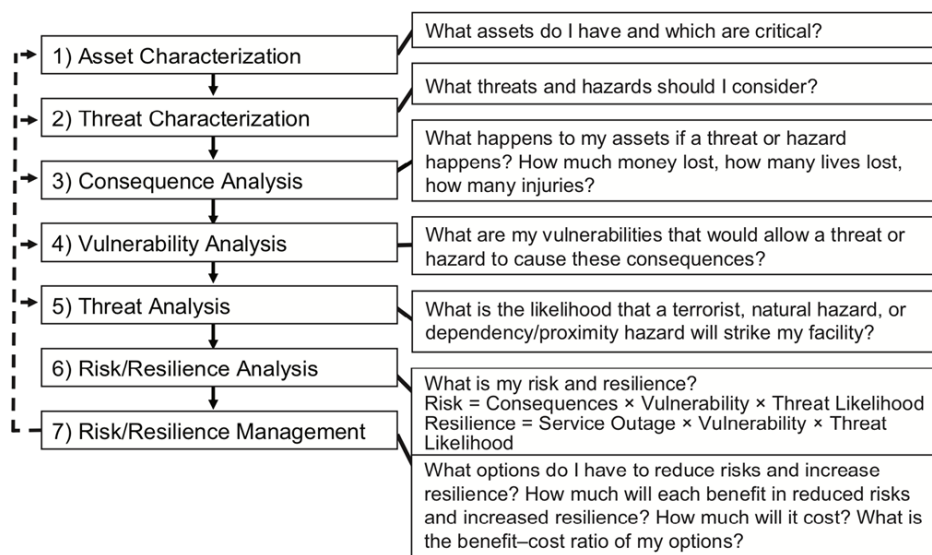 1) Asset Characterization
What assets do I have and which are critical?
2) Threat Characterization
What threats and hazards should I consider?
3) Consequence Analysis
What happens to my assets if a threat or hazard
happens? How much money lost, how many lives lost,
how many injuries?
4) Vulnerability Analysis
What are my vulnerabilities that would allow a threat or
hazard to cause these consequences?
5) Threat Analysis
What is the likelihood that a terrorist, natural hazard, or
dependency/proximity hazard will strike my facility?
6) Risk/Resilience Analysis
What is my risk and resilience?
Risk = Consequences × Vulnerability × Threat Likelihood
Resilience = Service Outage × Vulnerability × Threat
Likelihood
7) Risk/Resilience Management
What options do I have to reduce risks and increase
resilience? How much will each benefit in reduced risks
and increased resilience? How much will it cost? What is
the benefit–cost ratio of my options?